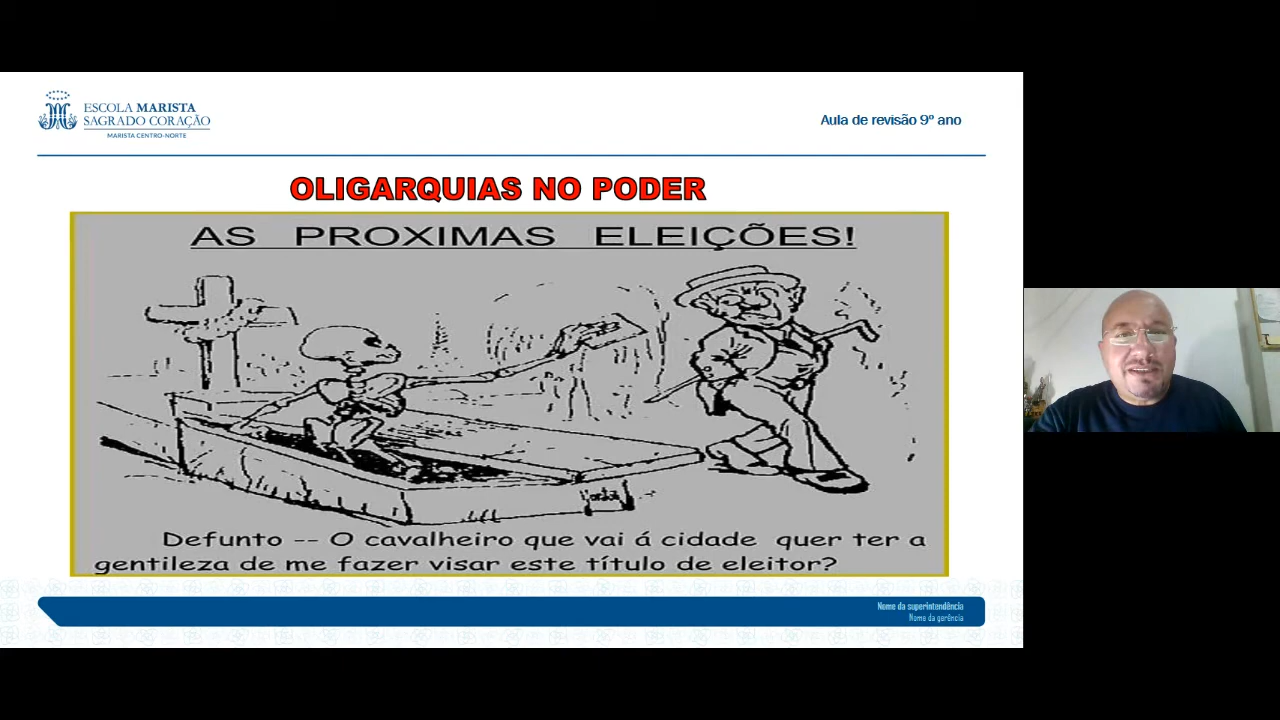 ESCOLA MARISTA
SAGRADO CORAÇÃO
MARISTA CENTRO-NORTE
Aula de revisão 9º ano
OLIGARQUIAS NO PODER
AS PROXIMAS ELEIÇÕES!
Defunto -- O cavalheiro que vai á cidade quer ter a
gentileza de me fazer visar este título de eleitor?
Nome da superintendência
Nome da gerência